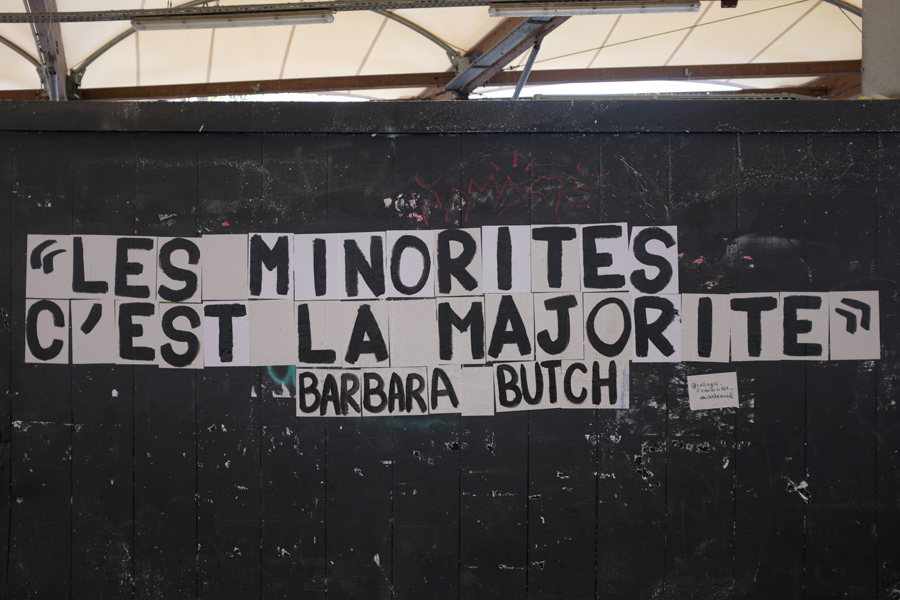 « LES MINORITES
C'EST LA MAJORITE »
BARBARA BUTCH